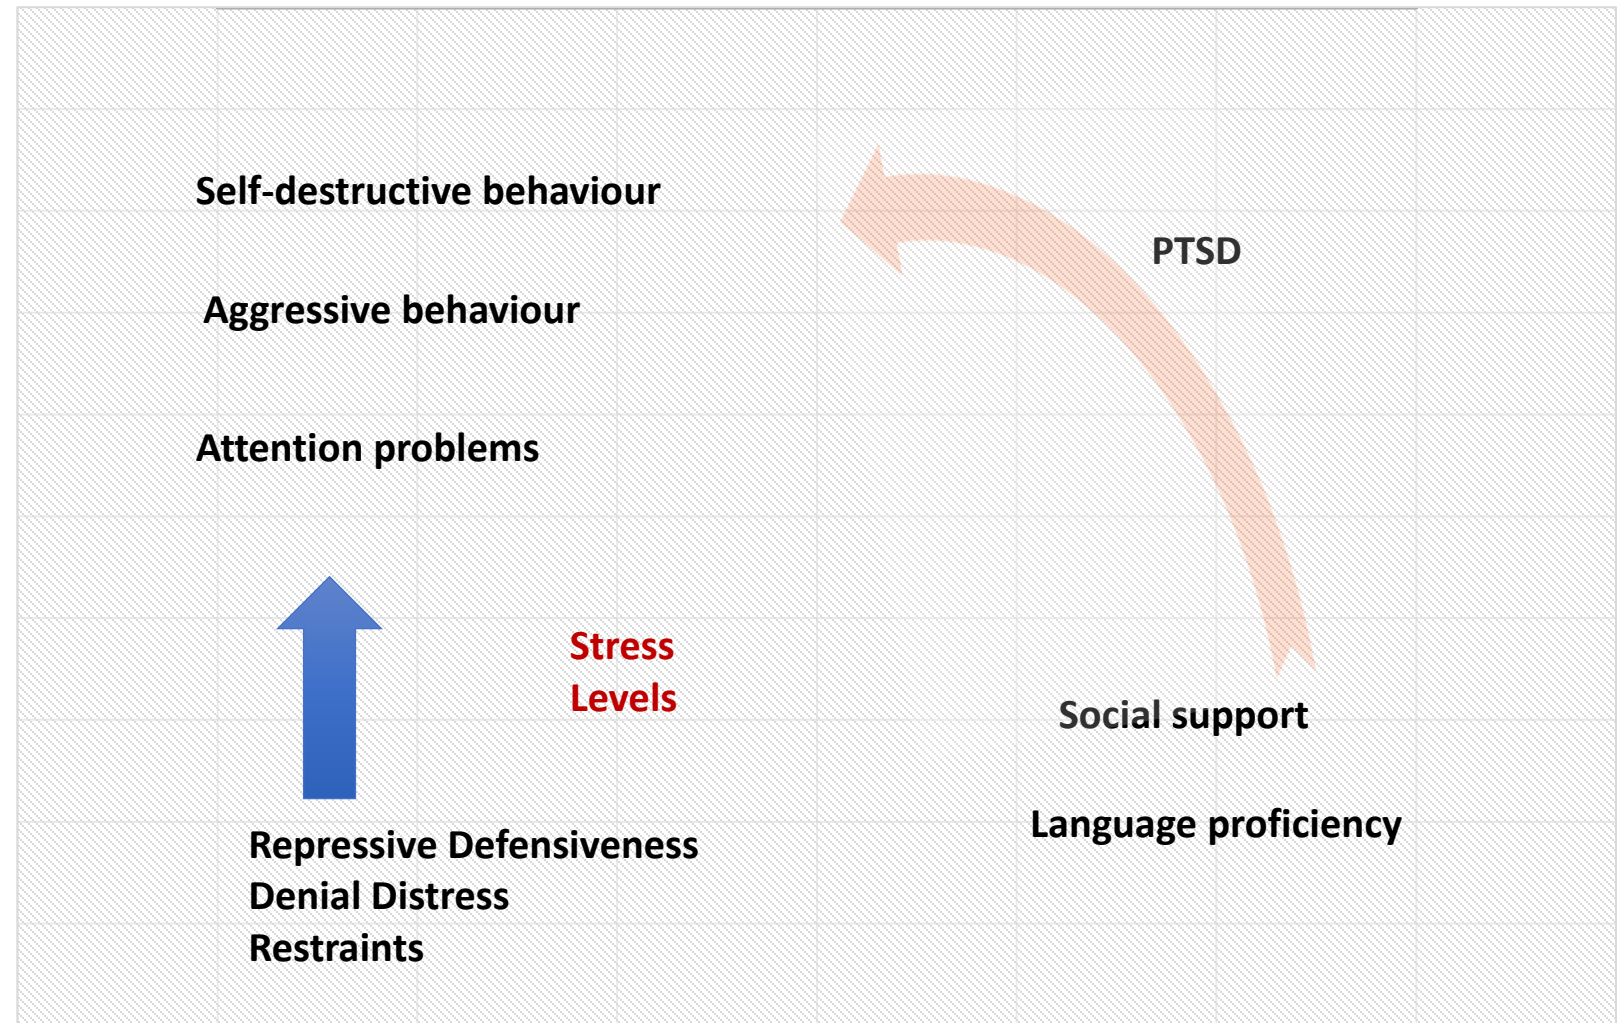 Self-destructive behaviour
PTSD
Aggressive behaviour
Attention problems
Stress
Levels
Social support
Language proficiency
Repressive Defensiveness
Denial Distress
Restraints